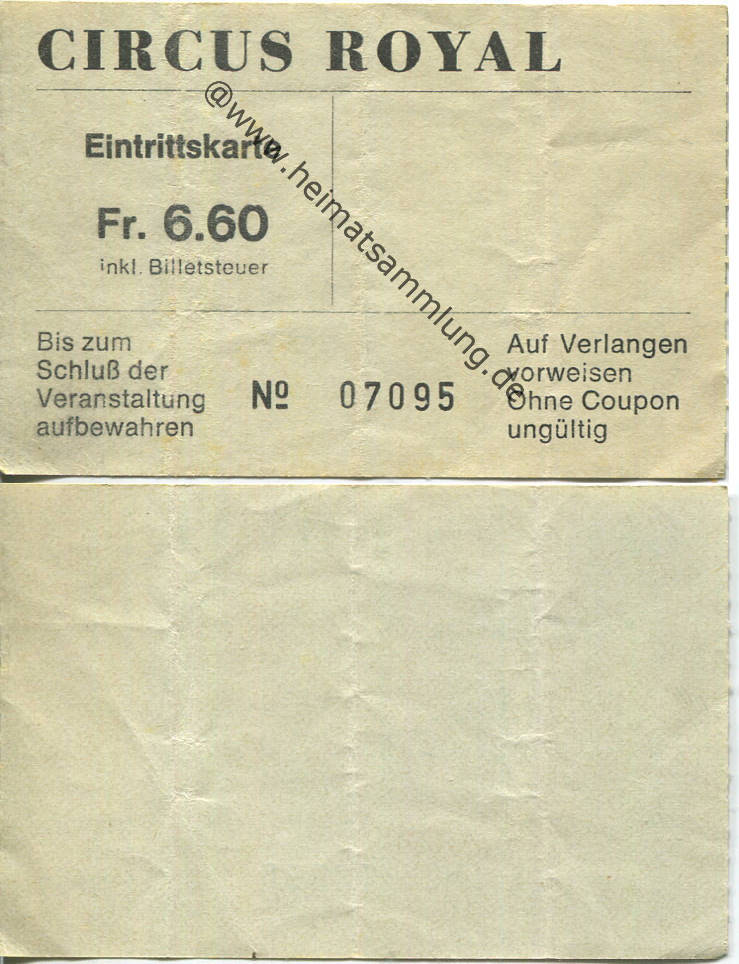 CIRCUS ROYAL
Eintrittskarte
Fr. 6.60
inkl. Billetsteuer
Bis zum
Schluß der
Veranstaltung
aufbewahren
Nº 07095
Auf Verlangen
vorweisen
Ohne Coupon
ungültig
@www.heimatsammlung.de